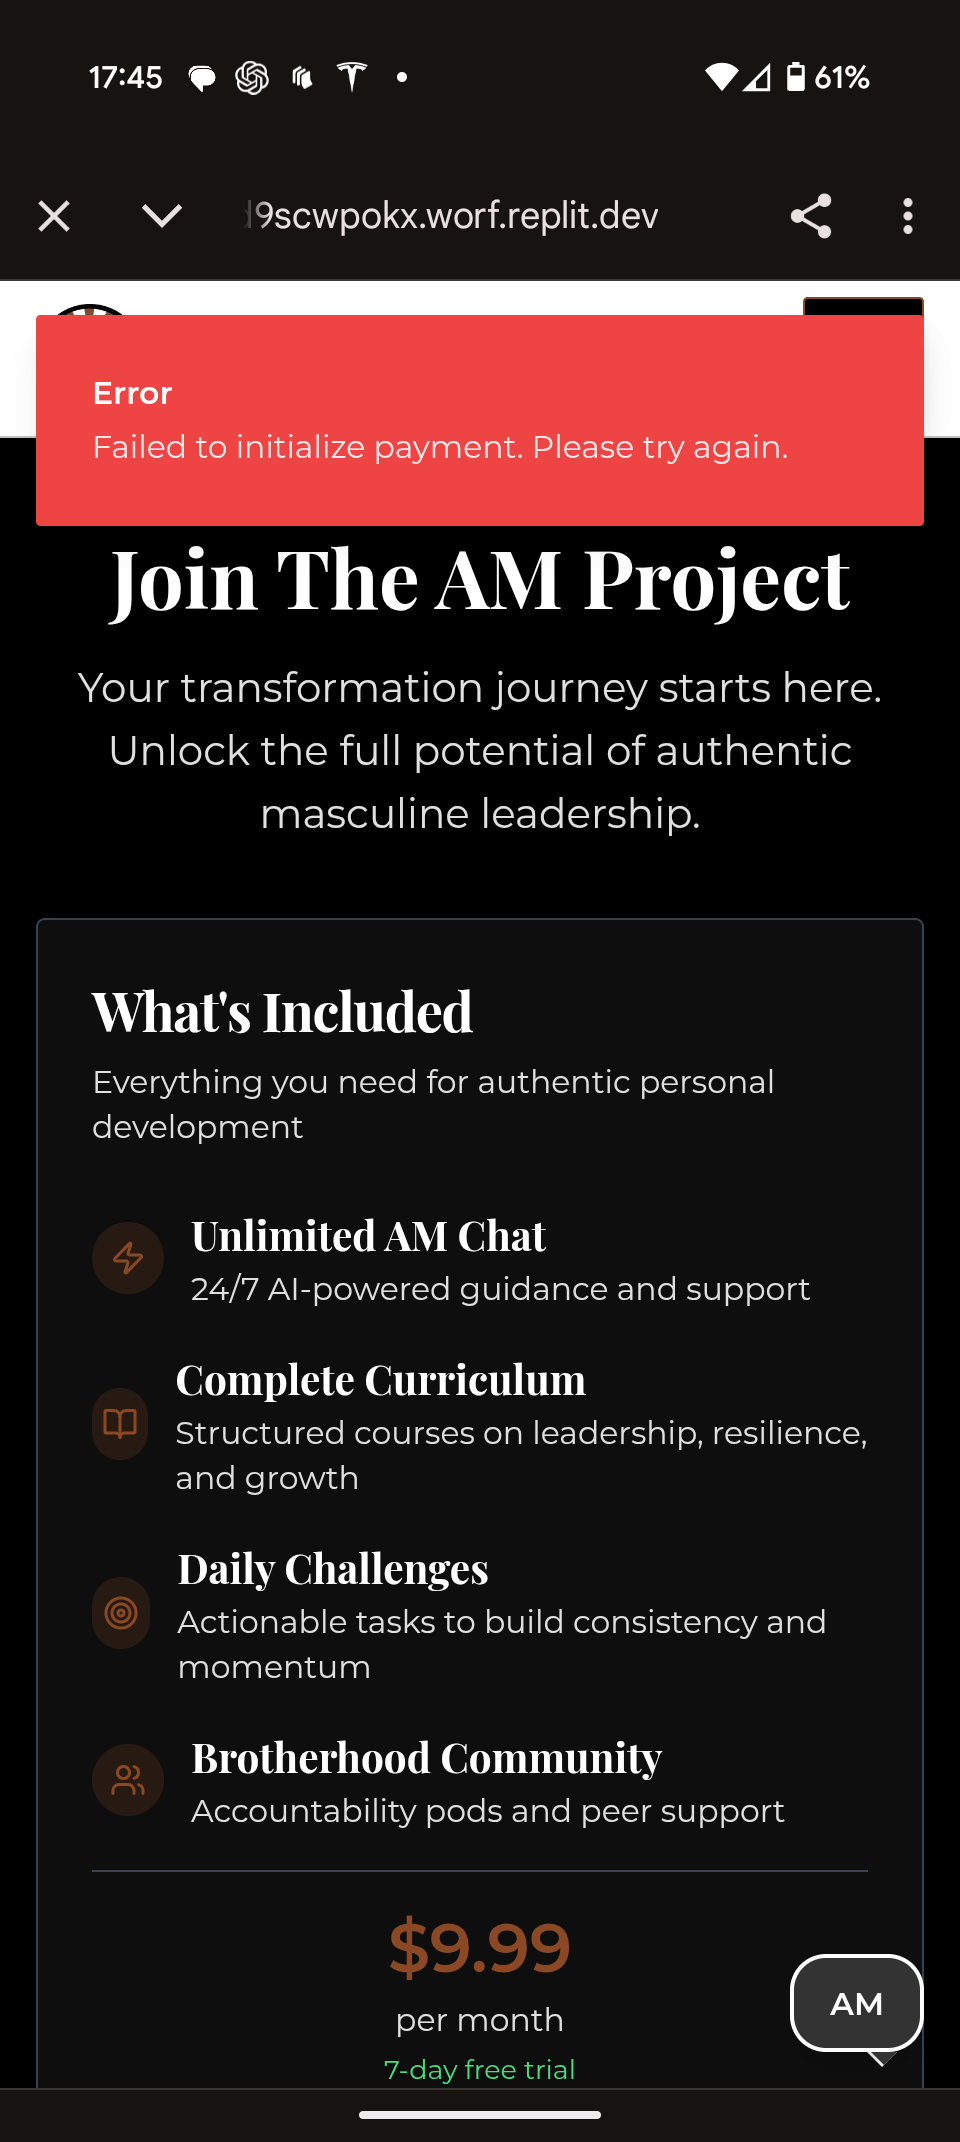 17:45
61%
9scwpokx.worf.replit.dev
Error
Failed to initialize payment. Please try again.
Join The AM Project
Your transformation journey starts here.
Unlock the full potential of authentic
masculine leadership.
What's Included
Everything you need for authentic personal
development
Unlimited AM Chat
24/7 AI-powered guidance and support
Complete Curriculum
Structured courses on leadership, resilience,
and growth
Daily Challenges
Actionable tasks to build consistency and
momentum
Brotherhood Community
Accountability pods and peer support
$9.99
per month
7-day free trial
AM